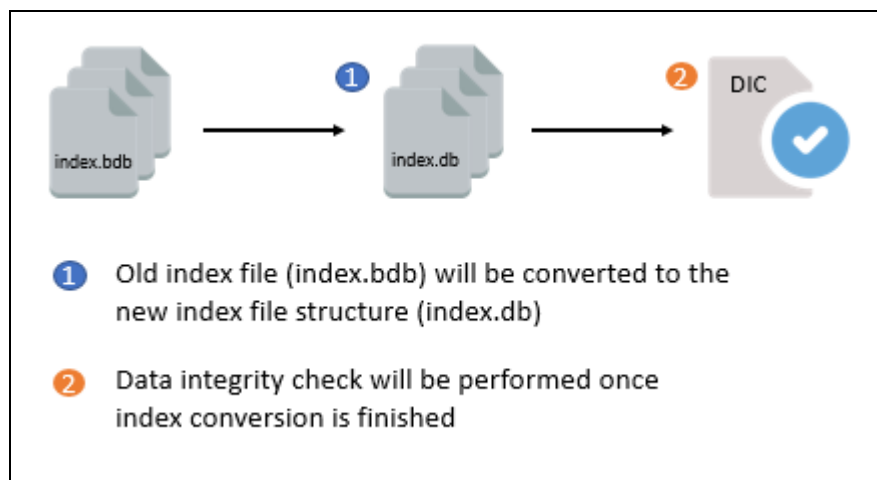 index.bdb
1
index.db
2
DIC
1 Old index file (index.bdb) will be converted to the
new index file structure (index.db)
2 Data integrity check will be performed once
index conversion is finished